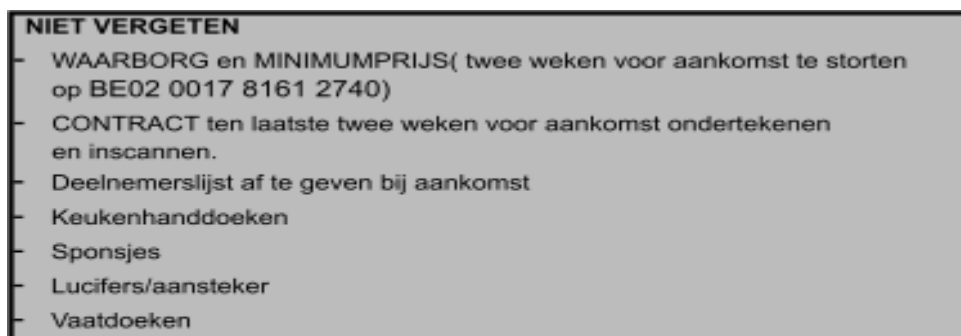 NIET VERGETEN
- WAARBORG en MINIMUMPRIJS( twee weken voor aankomst te storten
op BE02 0017 8161 2740)
- CONTRACT ten laatste twee weken voor aankomst ondertekenen
en inscannen.
- Deelnemerslijst af te geven bij aankomst
- Keukenhanddoeken
- Sponsjes
- Lucifers/aansteker
- Vaatdoeken